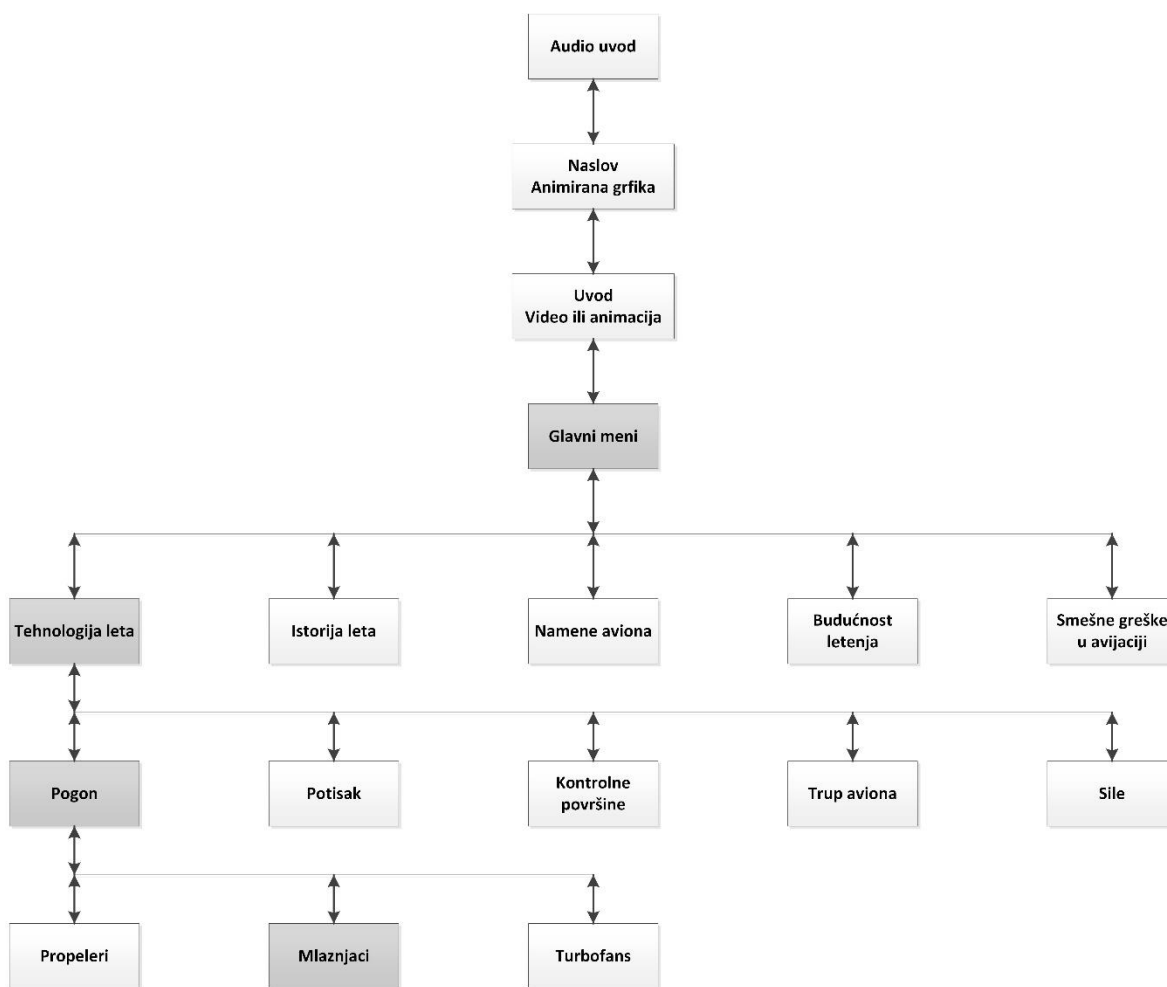 Audio uvod
Naslov
Animirana grfika
Uvod
Video ili animacija
Glavni meni
Tehnologija leta
Istorija leta
Namene aviona
Budućnost
letenja
Smešne greške
u avijaciji
Pogon
Potisak
Kontrolne
površine
Trup aviona
Sile
Propeleri
Mlaznjaci
Turbofans